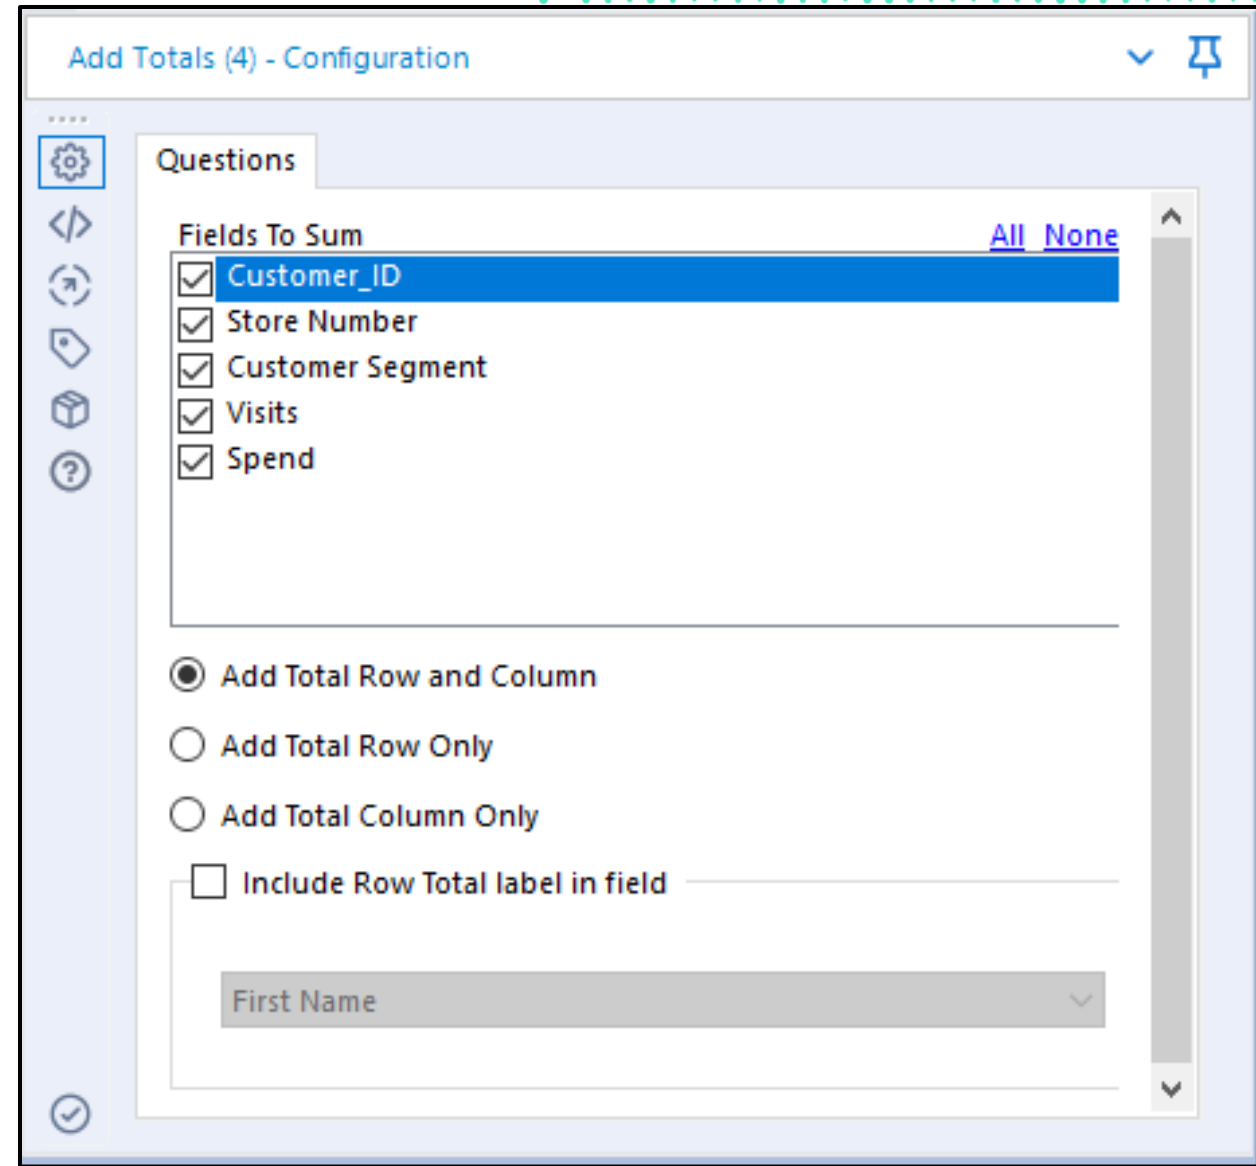 Add Totals (4) - Configuration
Questions
Fields To Sum All None
Customer_ID
Store Number
Customer Segment
Visits
Spend
Add Total Row and Column
Add Total Row Only
Add Total Column Only
Include Row Total label in field
First Name